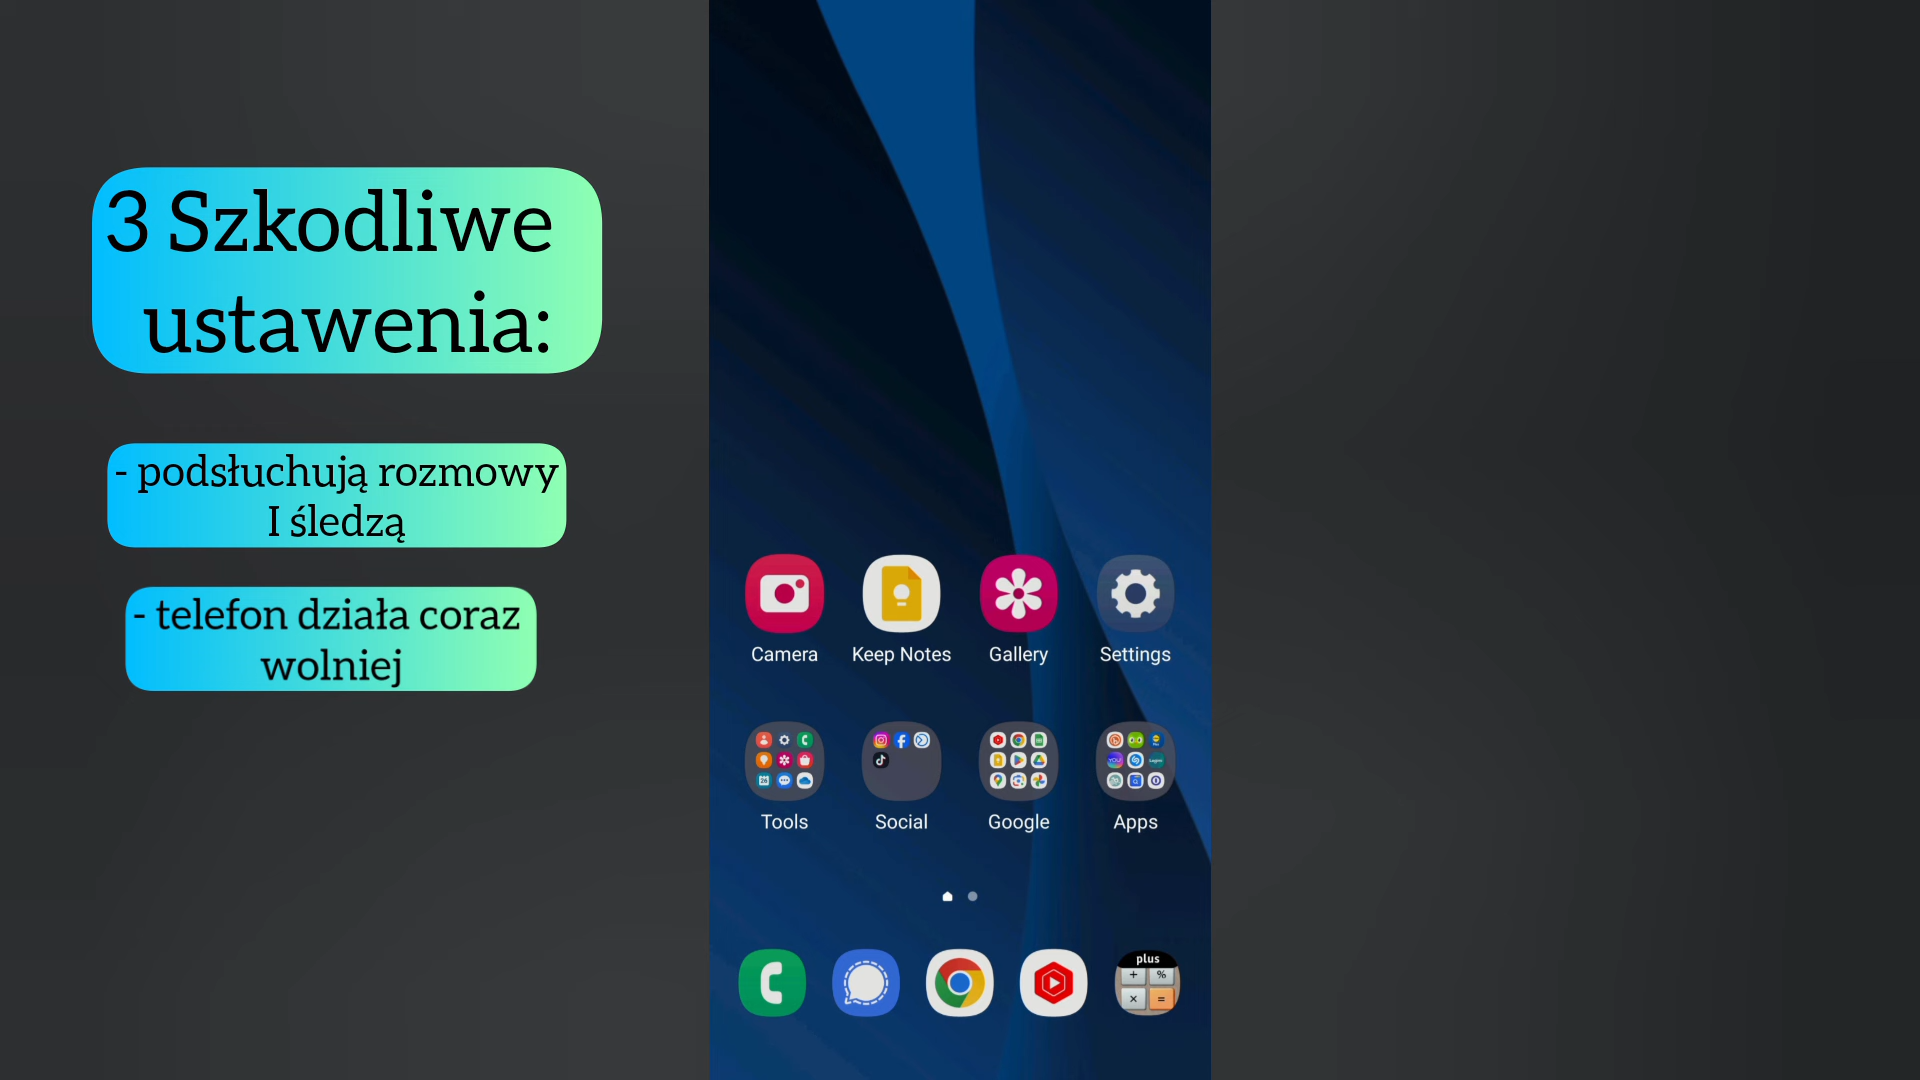 3 Szkodliwe
ustawenia:
- podsłuchują rozmowy
I śledzą
- telefon działa coraz
wolniej
Camera
Keep Notes
Gallery
Settings
Tools
Social
Google
Apps
plus
+ %
× =